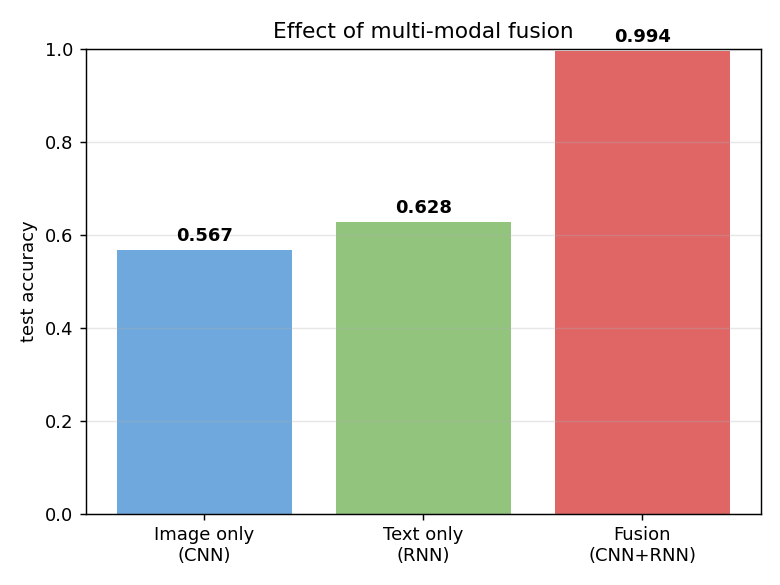 Effect of multi-modal fusion
0.994
1.0
0.8
0.628
0.6
0.567
0.4
0.2
0.0
test accuracy
Image only
(CNN)
Text only
(RNN)
Fusion
(CNN+RNN)